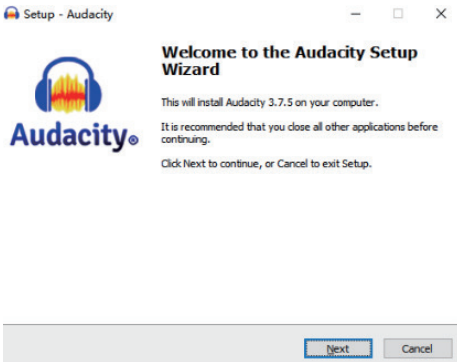 Setup - Audacity
Welcome to the Audacity Setup
Wizard
This will install Audacity 3.7.5 on your computer.
It is recommended that you close all other applications before
continuing.
Click Next to continue, or Cancel to exit Setup.
Audacity®
Next
Cancel